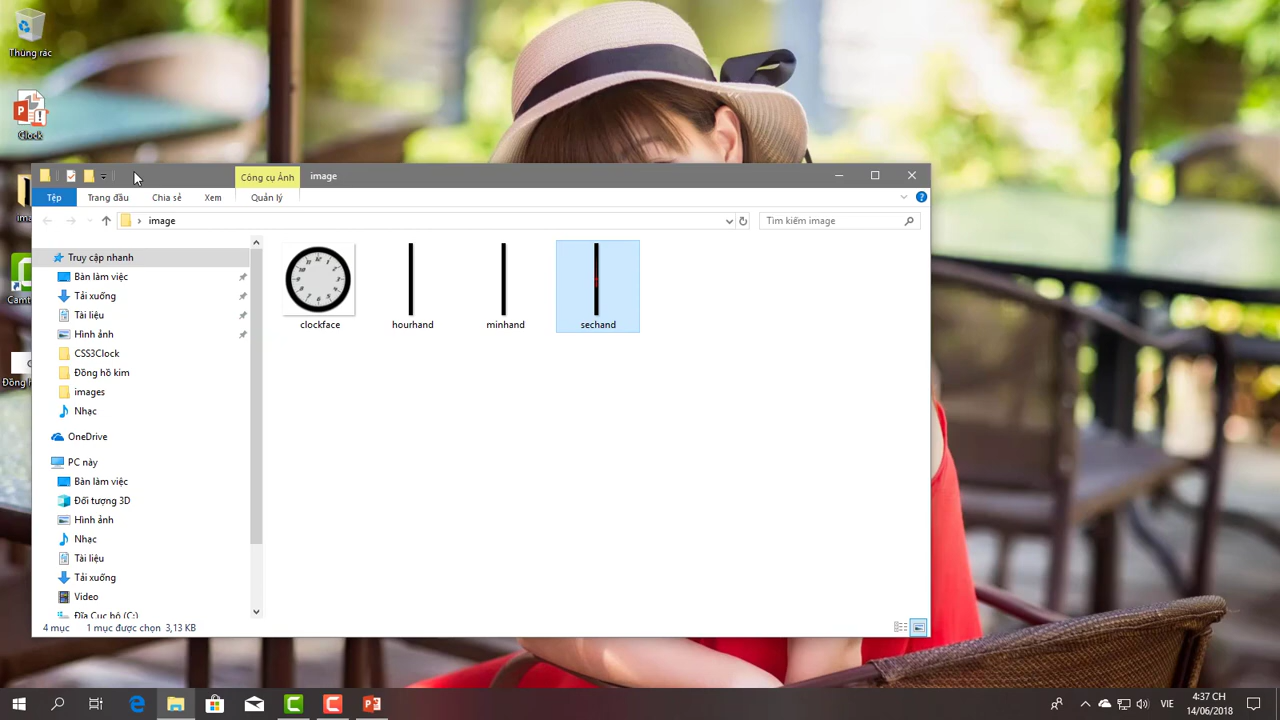 Thùng rác
Clock
Công cụ Ảnh
image
Tệp
Trang đầu
Chia sẻ
Xem
Quản lý
image
Tìm kiếm image
Truy cập nhanh
Bàn làm việc
Tải xuống
Tài liệu
Hình ảnh
CSS3Clock
Đồng hồ kim
images
Nhạc
OneDrive
PC này
Bàn làm việc
Đối tượng 3D
Hình ảnh
Nhạc
Tài liệu
Tải xuống
Video
Đĩa Cục bộ (C:)
clockface
hourhand
minhand
sechand
4 mục
1 mục được chọn 3,13 KB
VIE
4:37 CH
14/06/2018